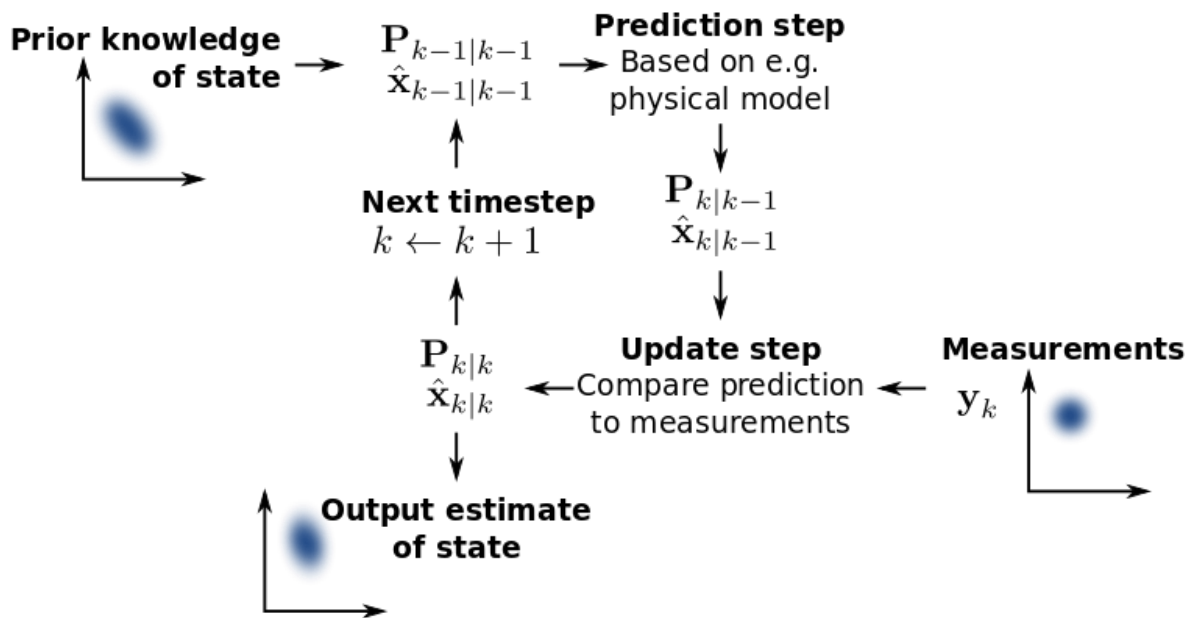 Prior knowledge
of state
P_{k−1|k−1}
x̂_{k−1|k−1}
Prediction step
Based on e.g.
physical model
P_{k|k−1}
x̂_{k|k−1}
Next timestep
k ← k + 1
Update step
Compare prediction
to measurements
Measurements
y_k
P_{k|k}
x̂_{k|k}
Output estimate
of state